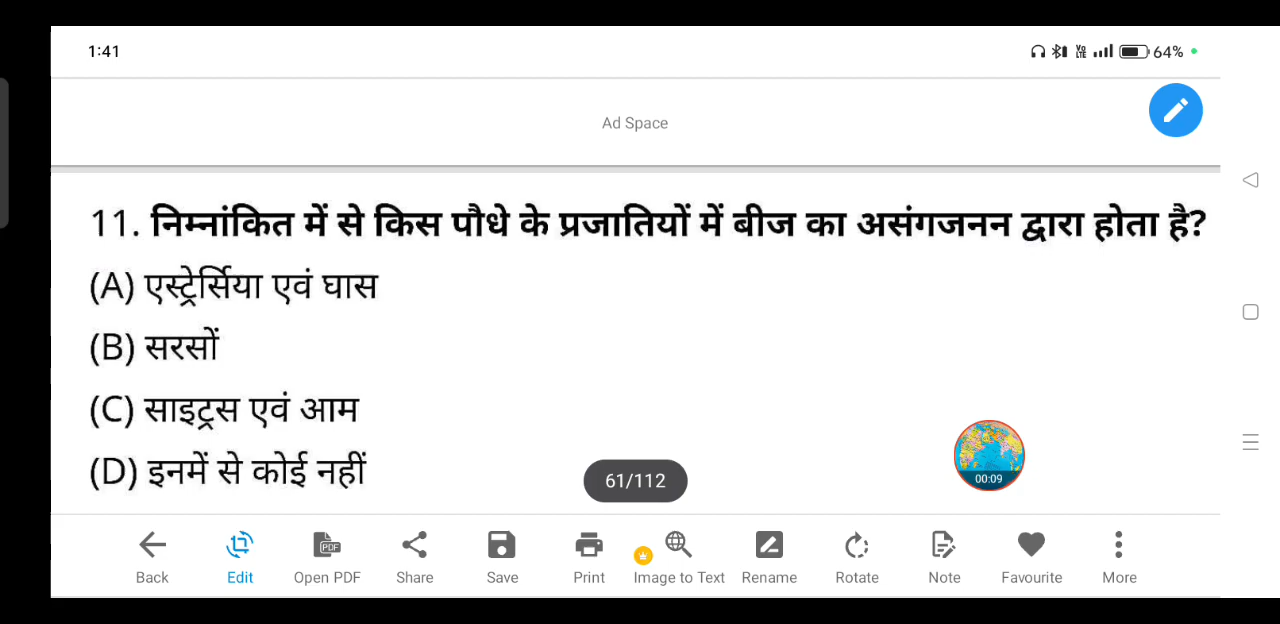 1:41
64%
Ad Space
11. निम्नांकित में से किस पौधे के प्रजातियों में बीज का असंगजनन द्वारा होता है?
(A) एस्ट्रेर्सिया एवं घास
(B) सरसों
(C) साइट्रस एवं आम
(D) इनमें से कोई नहीं
61/112
00:09
Back Edit Open PDF Share Save Print Image to Text Rename Rotate Note Favourite More